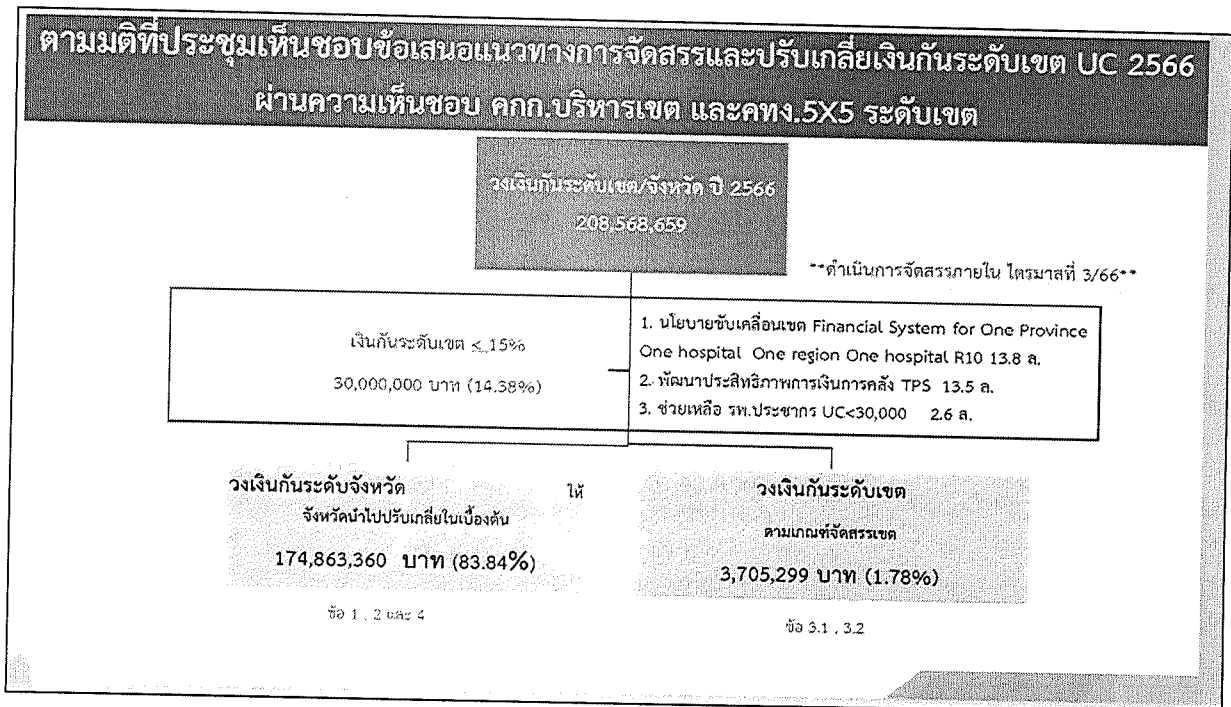 ตามมติที่ประชุมเห็นชอบข้อเสนอแนวทางการจัดสรรและปรับเกลี่ยเงินกันระดับเขต UC 2566
ผ่านความเห็นชอบ คกก.บริหารเขต และคทง.5X5 ระดับเขต
วงเงินกันระดับเขต/จังหวัด ปี 2566
208,568,659
**ดำเนินการจัดสรรภายใน ไตรมาสที่ 3/66**
เงินกันระดับเขต ≤ 15%
30,000,000 บาท (14.38%)
1. นโยบายขับเคลื่อนเขต Financial System for One Province
One hospital One region One hospital R10 13.8 ล.
2. พัฒนาประสิทธิภาพการเงินการคลัง TPS 13.5 ล.
3. ช่วยเหลือ รพ.ประชากร UC<30,000 2.6 ล.
วงเงินกันระดับจังหวัด ให้
จังหวัดนำไปปรับเกลี่ยในเบื้องต้น
174,863,360 บาท (83.84%)
ข้อ 1 , 2 และ 4
วงเงินกันระดับเขต
ตามเกณฑ์จัดสรรเขต
3,705,299 บาท (1.78%)
ข้อ 3.1 , 3.2